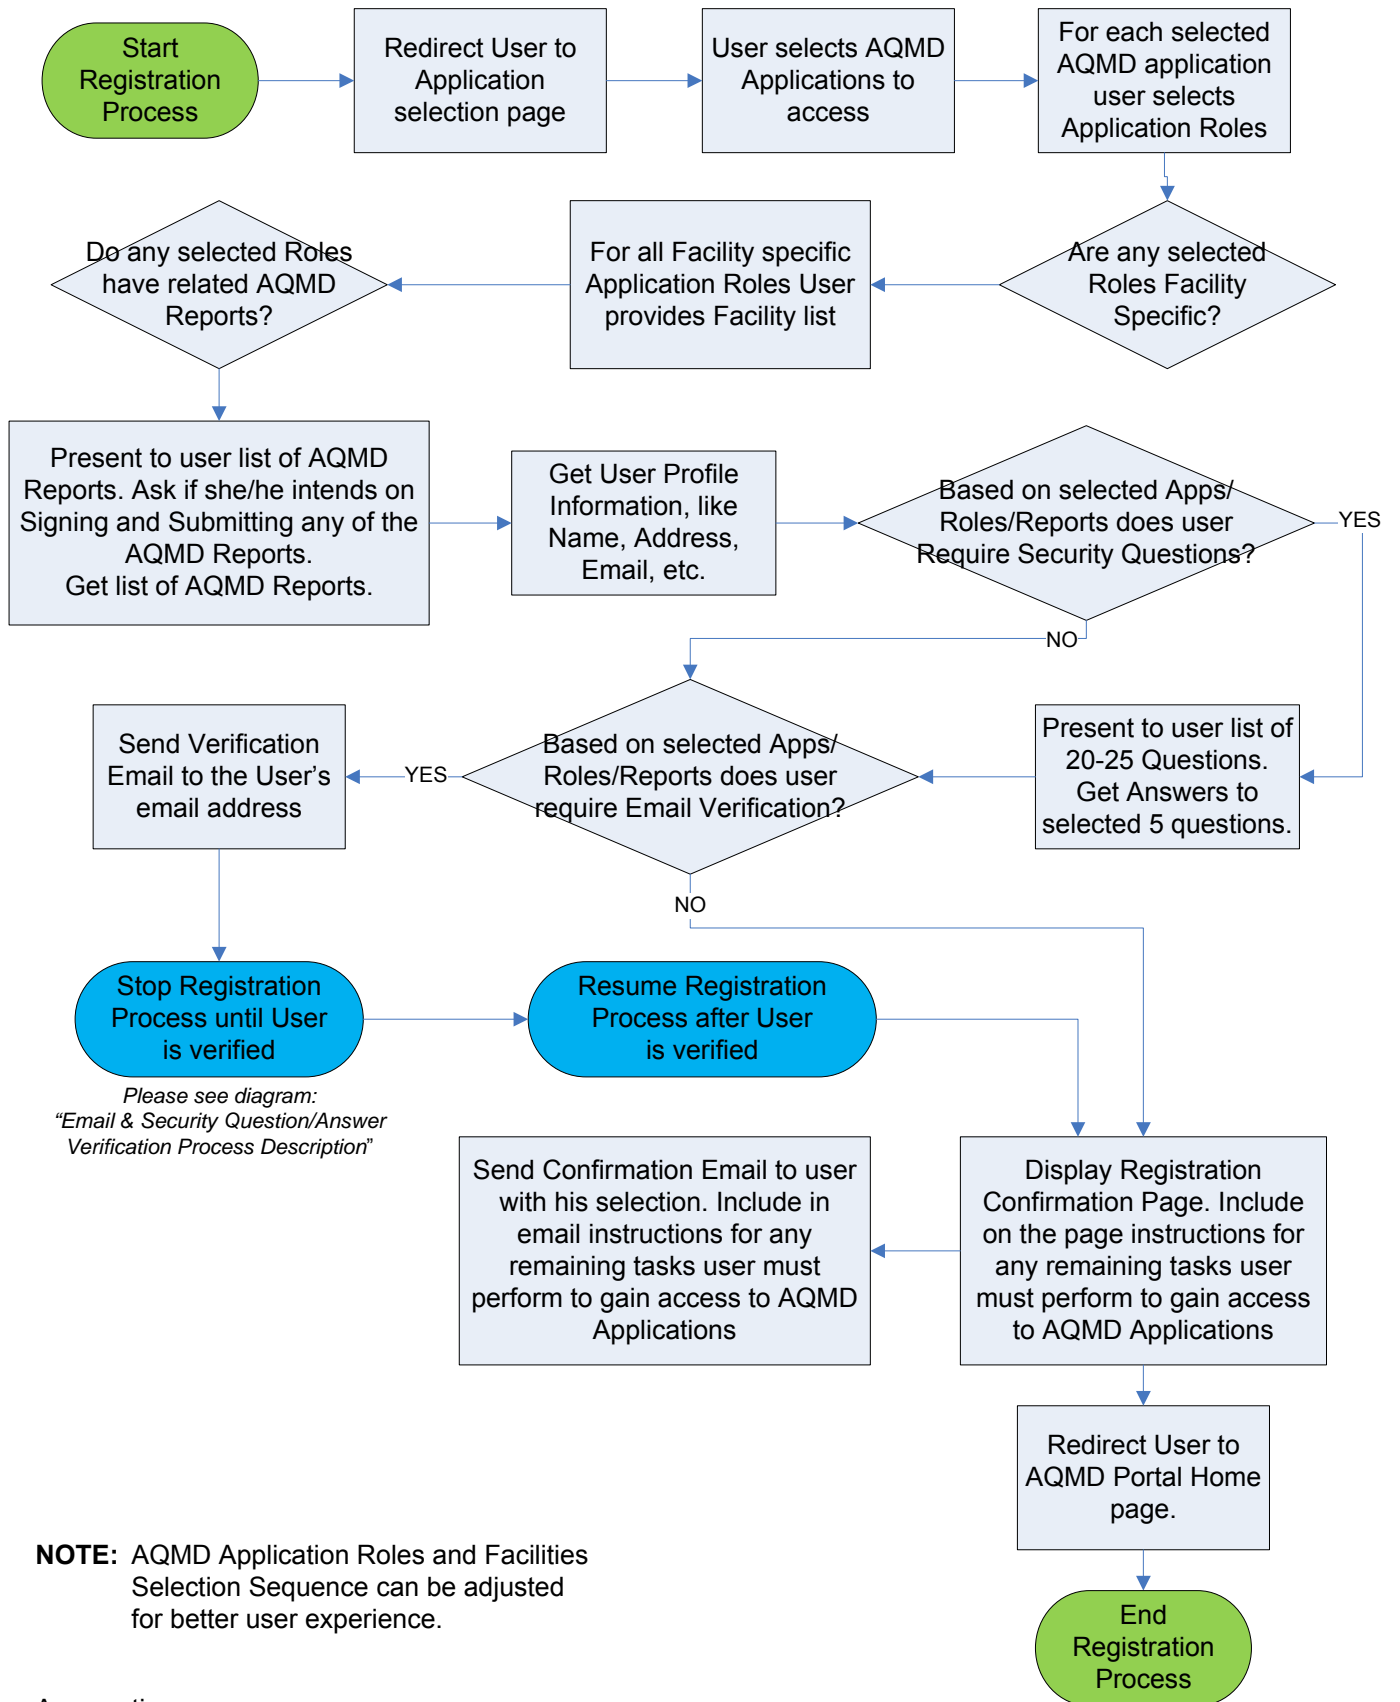 Start
Registration
Process
Redirect User to
Application
selection page
User selects AQMD
Applications to
access
For each selected
AQMD application
user selects
Application Roles
Do any selected Roles
have related AQMD
Reports?
For all Facility specific
Application Roles User
provides Facility list
Are any selected
Roles Facility
Specific?
Present to user list of AQMD
Reports. Ask if she/he intends on
Signing and Submitting any of the
AQMD Reports.
Get list of AQMD Reports.
Get User Profile
Information, like
Name, Address,
Email, etc.
Based on selected Apps/
Roles/Reports does user
Require Security Questions?
YES
NO
Send Verification
Email to the User's
email address
YES
Based on selected Apps/
Roles/Reports does user
require Email Verification?
Present to user list of
20-25 Questions.
Get Answers to
selected 5 questions.
NO
Stop Registration
Process until User
is verified
Resume Registration
Process after User
is verified
Please see diagram:
“Email & Security Question/Answer
Verification Process Description”
Send Confirmation Email to user
with his selection. Include in
email instructions for any
remaining tasks user must
perform to gain access to AQMD
Applications
Display Registration
Confirmation Page. Include
on the page instructions for
any remaining tasks user
must perform to gain access
to AQMD Applications
Redirect User to
AQMD Portal Home
page.
NOTE: AQMD Application Roles and Facilities
Selection Sequence can be adjusted
for better user experience.
End
Registration
Process